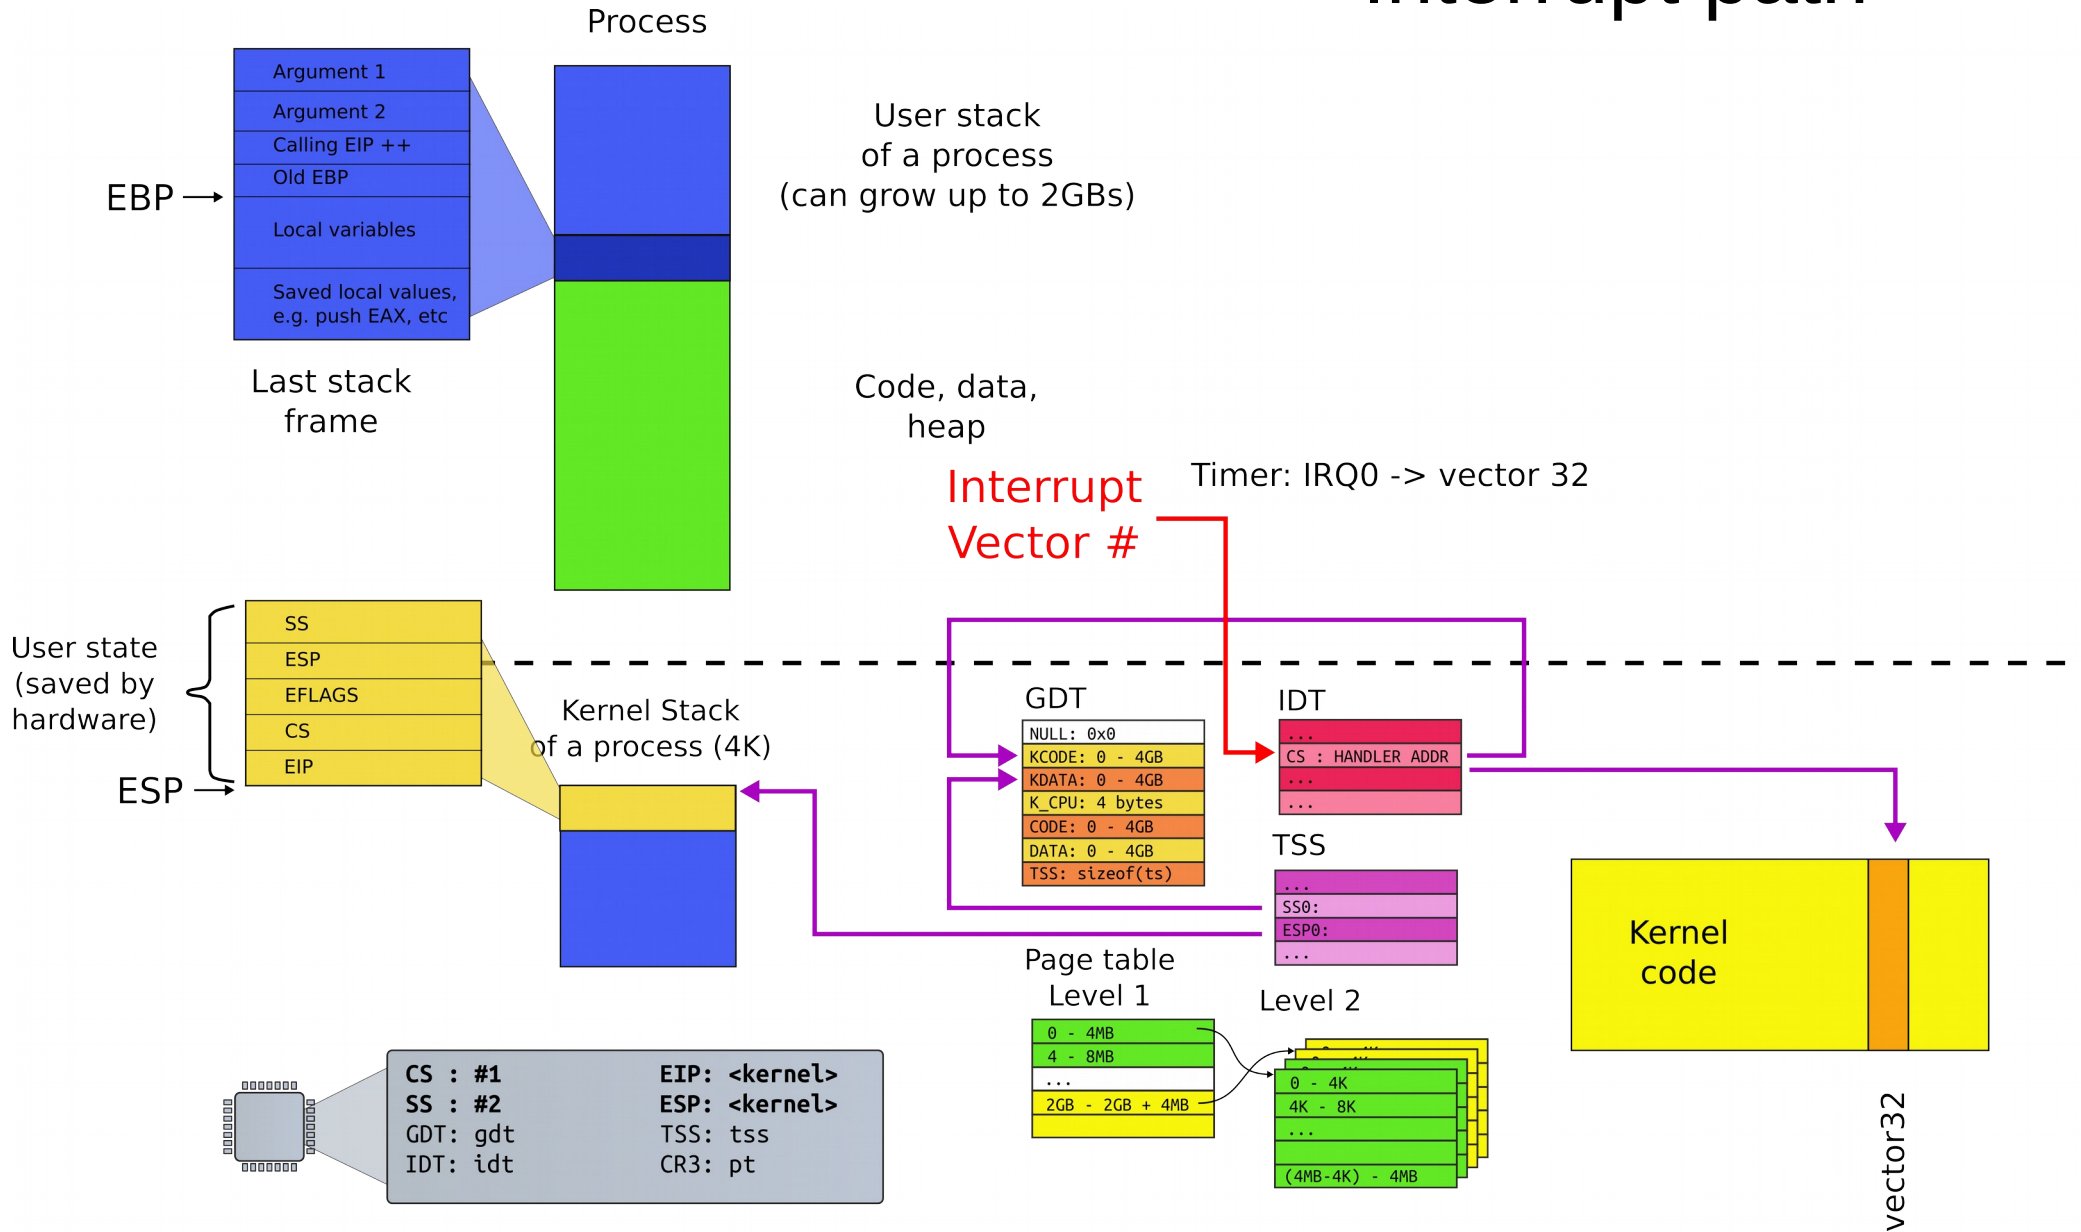 Interrupt path
Process
Argument 1
Argument 2
Calling EIP ++
Old EBP
Local variables
Saved local values,
e.g. push EAX, etc
EBP
Last stack
frame
User stack
of a process
(can grow up to 2GBs)
Code, data,
heap
Interrupt
Vector #
Timer: IRQ0 -> vector 32
User state
(saved by
hardware)
SS
ESP
EFLAGS
CS
EIP
ESP
Kernel Stack
of a process (4K)
GDT
NULL: 0x0
KCODE: 0 - 4GB
KDATA: 0 - 4GB
K_CPU: 4 bytes
CODE: 0 - 4GB
DATA: 0 - 4GB
TSS: sizeof(ts)
IDT
...
CS : HANDLER ADDR
...
...
TSS
...
SS0:
ESP0:
...
Kernel
code
vector32
Page table
Level 1
0 - 4MB
4 - 8MB
...
2GB - 2GB + 4MB
Level 2
0 - 4K
4K - 8K
...
(4MB-4K) - 4MB
CS : #1 EIP: <kernel>
SS : #2 ESP: <kernel>
GDT: gdt TSS: tss
IDT: idt CR3: pt